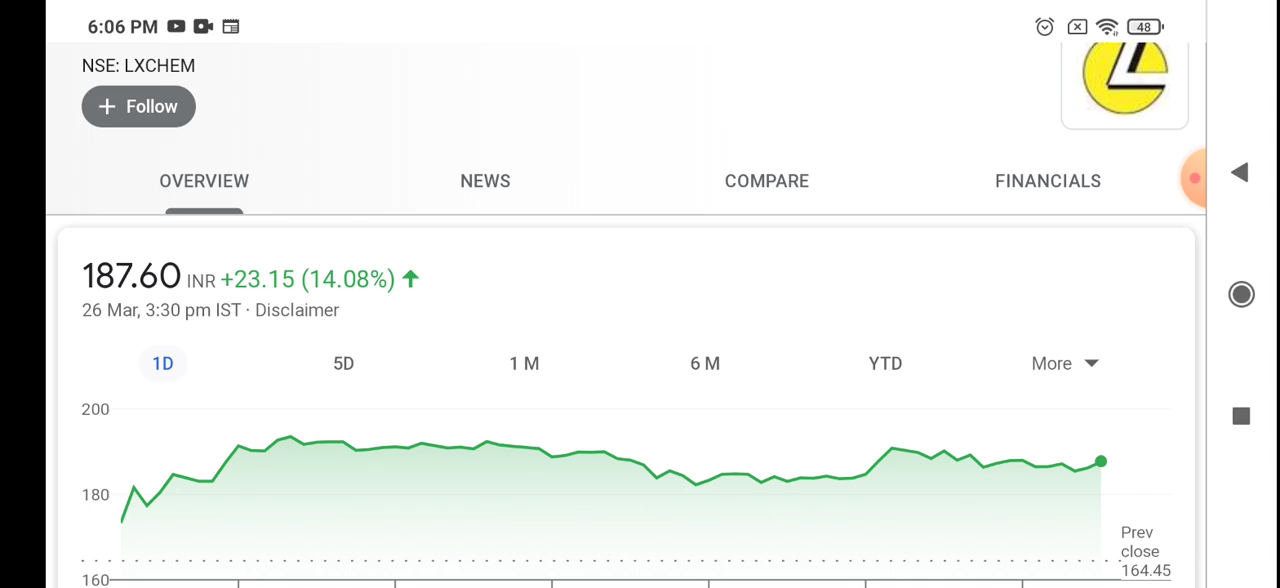 6:06 PM
48
NSE: LXCHEM
+ Follow
OVERVIEW NEWS COMPARE FINANCIALS
187.60 INR +23.15 (14.08%) ↑
26 Mar, 3:30 pm IST · Disclaimer
1D 5D 1 M 6 M YTD More
200
180
Prev
close
164.45
160